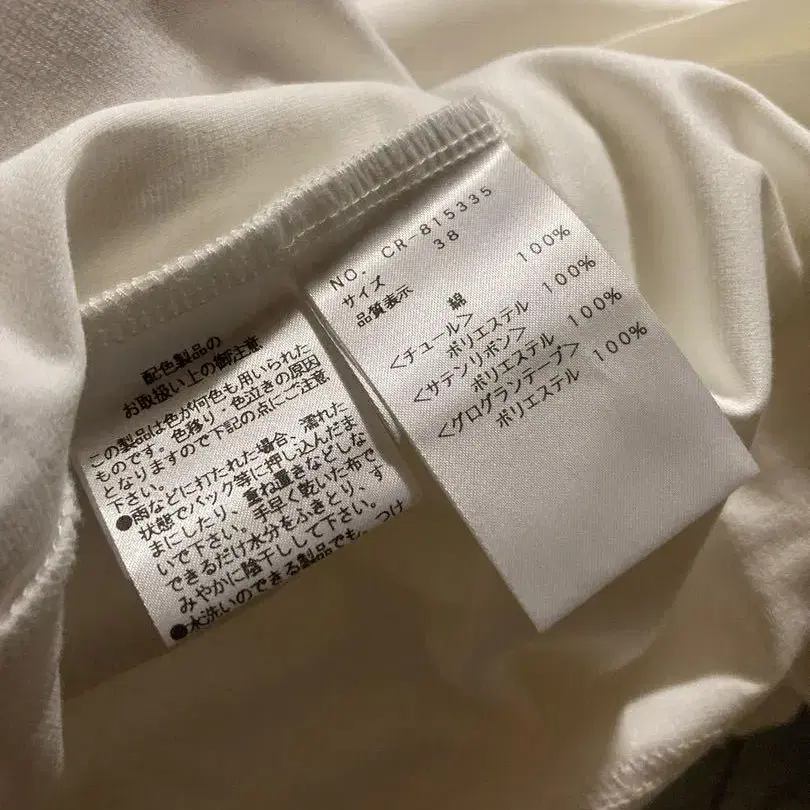 配色製品の
お取扱い上の御注意
この製品は色が何色も用いられた
ものです。色移り・色泣きの原因
となりますので下記の点にご注意
下さい。
●雨などに打たれた場合、濡れた
状態でバック等に押し込んだま
まにしたり、重ね置きなどしな
いで下さい。手早く乾いた布で
できるだけ水分をふきとり、す
みやかに陰干しして下さい。
●水洗いのできる製品でも、つけ
NO. CR-815335
サイズ 38
品質表示
綿 100%
<チュール>
ポリエステル 100%
<サテンリボン>
ポリエステル 100%
<グログランテープ>
ポリエステル 100%